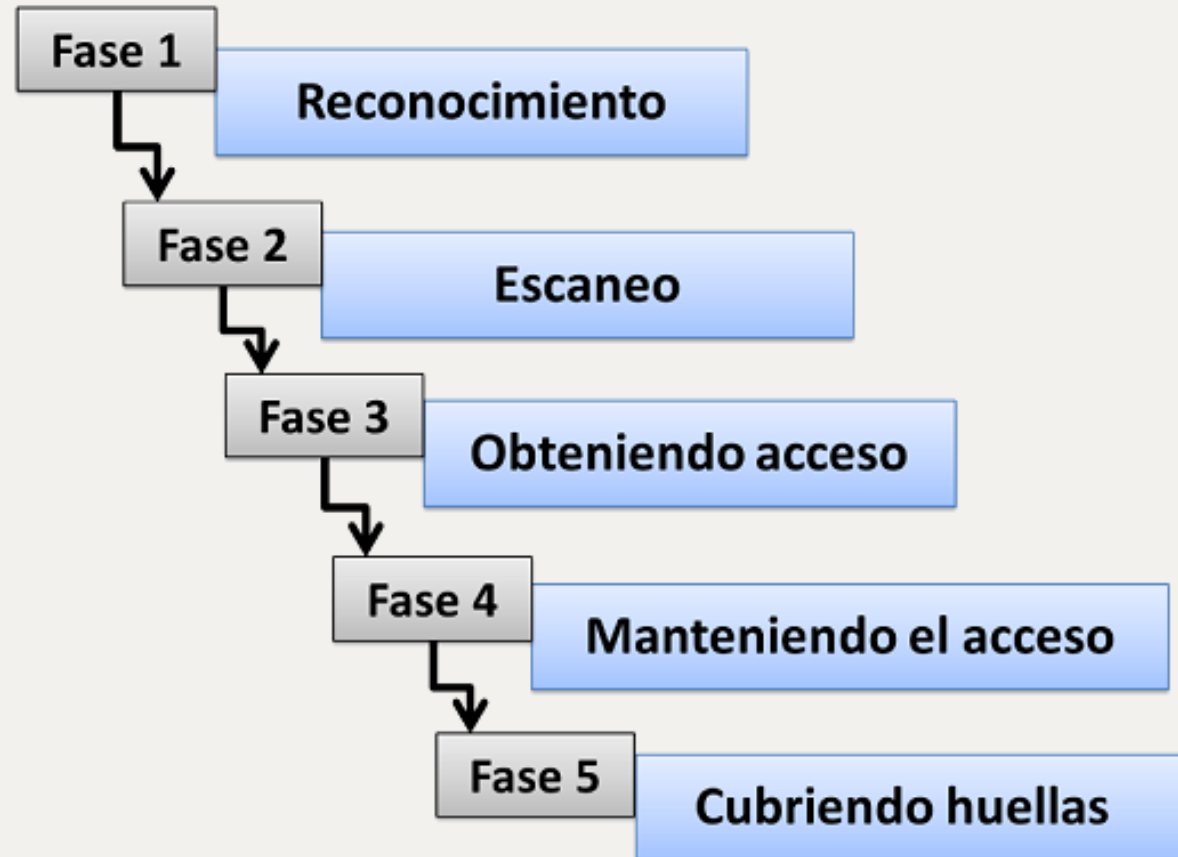 Fase 1
Reconocimiento
Fase 2
Escaneo
Fase 3
Obteniendo acceso
Fase 4
Manteniendo el acceso
Fase 5
Cubriendo huellas